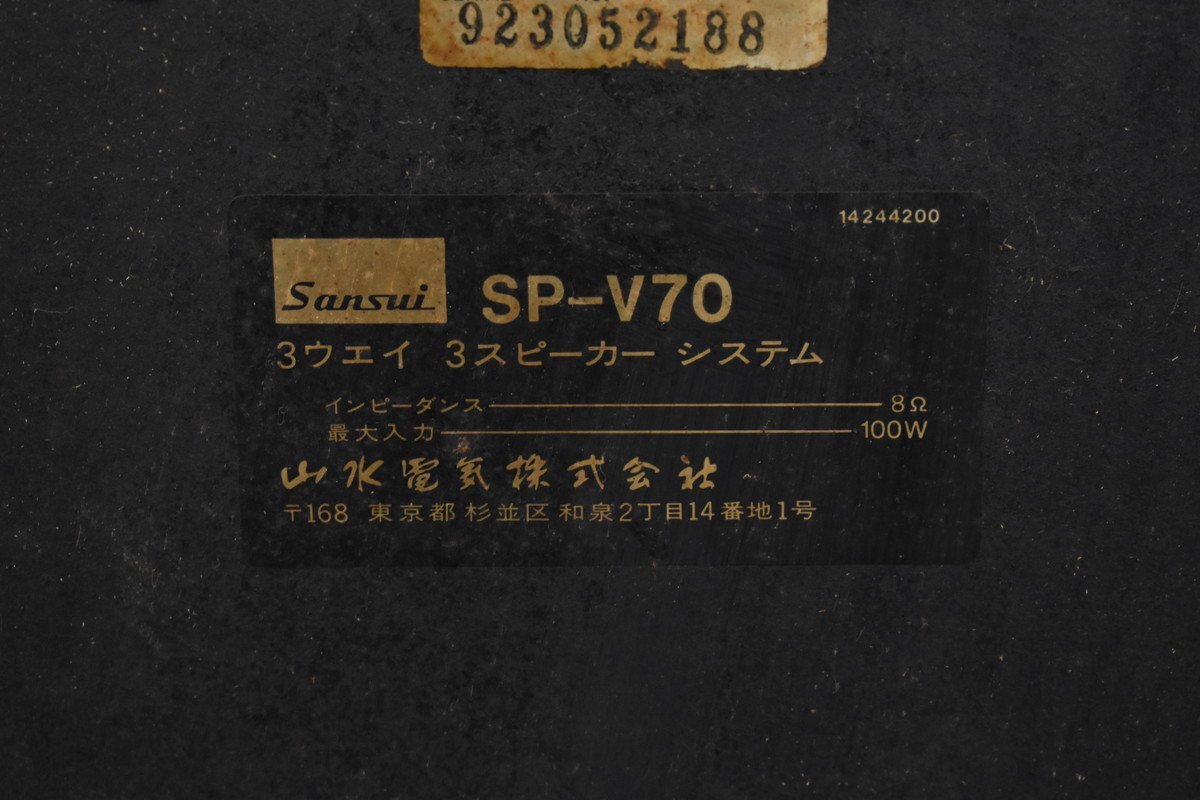 923052188
14244200
Sansui SP-V70
3ウエイ 3スピーカー システム
インピーダンス 8Ω
最大入力 100W
山水電気株式会社
〒168 東京都杉並区和泉2丁目14番地1号